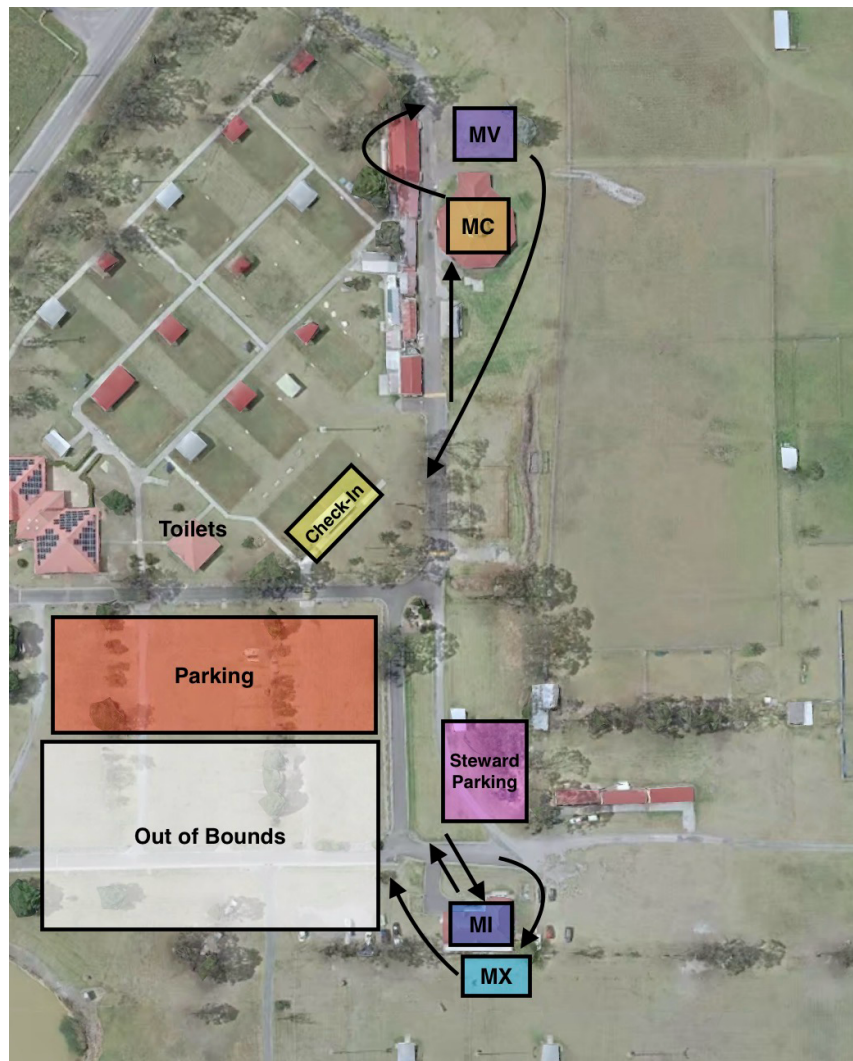 MV
MC
Check-In
Toilets
Parking
Steward
Parking
Out of Bounds
MI
MX